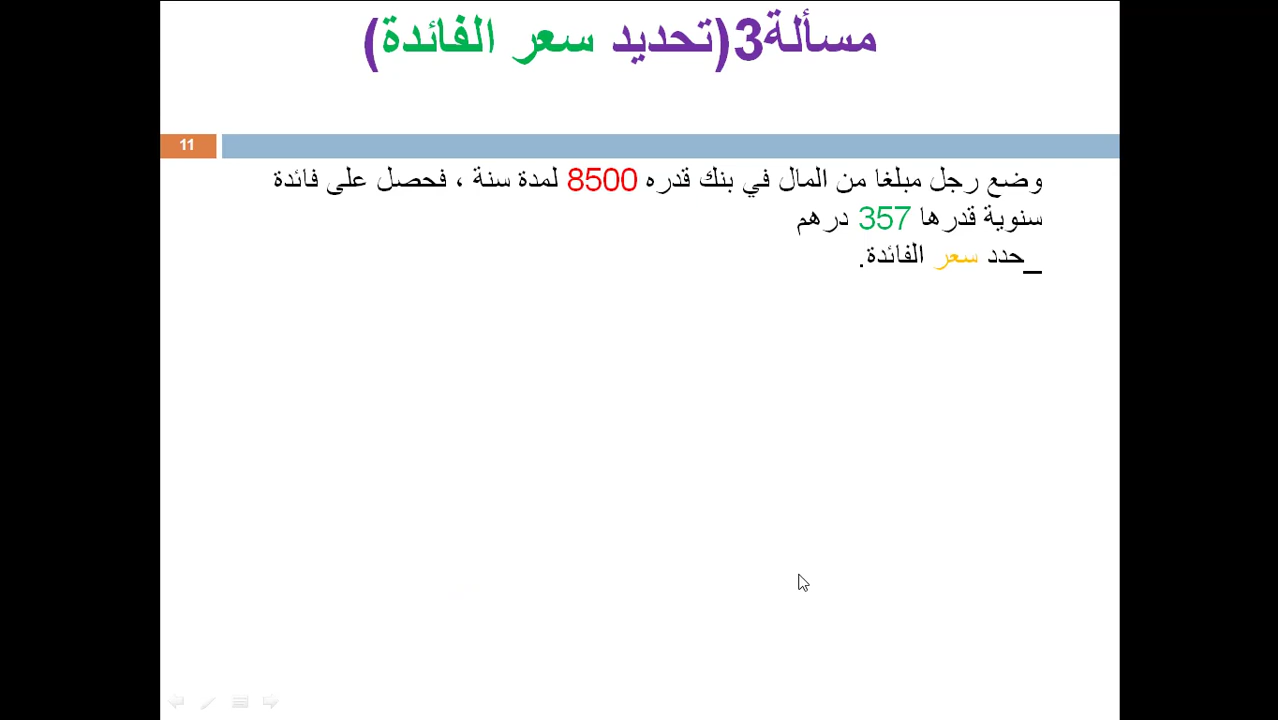 مسألة3(تحديد سعر الفائدة)
11
وضع رجل مبلغا من المال في بنك قدره 8500 لمدة سنة ، فحصل على فائدة
سنوية قدرها 357 درهم
_حدد سعر الفائدة.